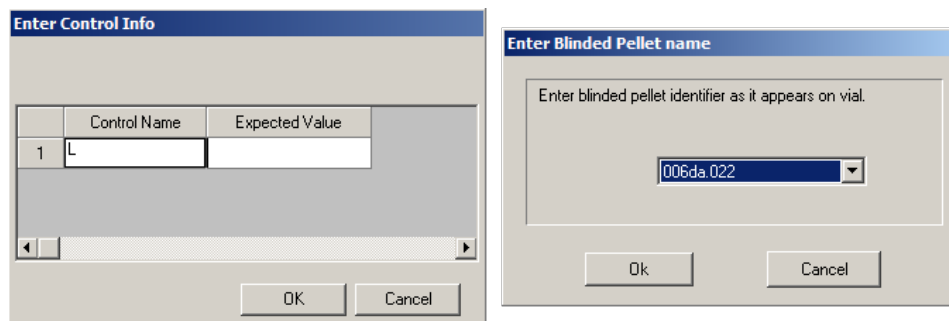 Enter Control Info
Control Name Expected Value
1 L
OK Cancel
Enter Blinded Pellet name
Enter blinded pellet identifier as it appears on vial.
006da.022
Ok Cancel